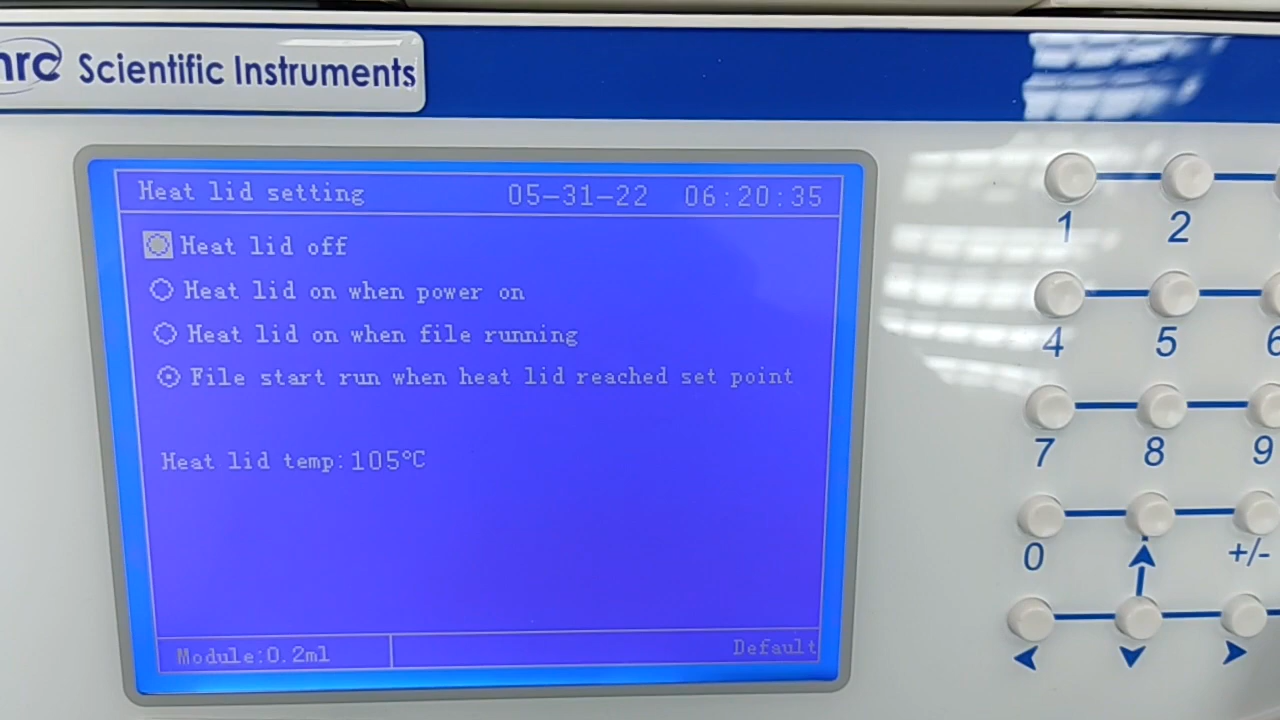 mrc Scientific Instruments
Heat lid setting 05-31-22 06:20:35
Heat lid off
Heat lid on when power on
Heat lid on when file running
File start run when heat lid reached set point
Heat lid temp:105℃
Module:0.2ml Default
1 2
4 5 6
7 8 9
0 +/-